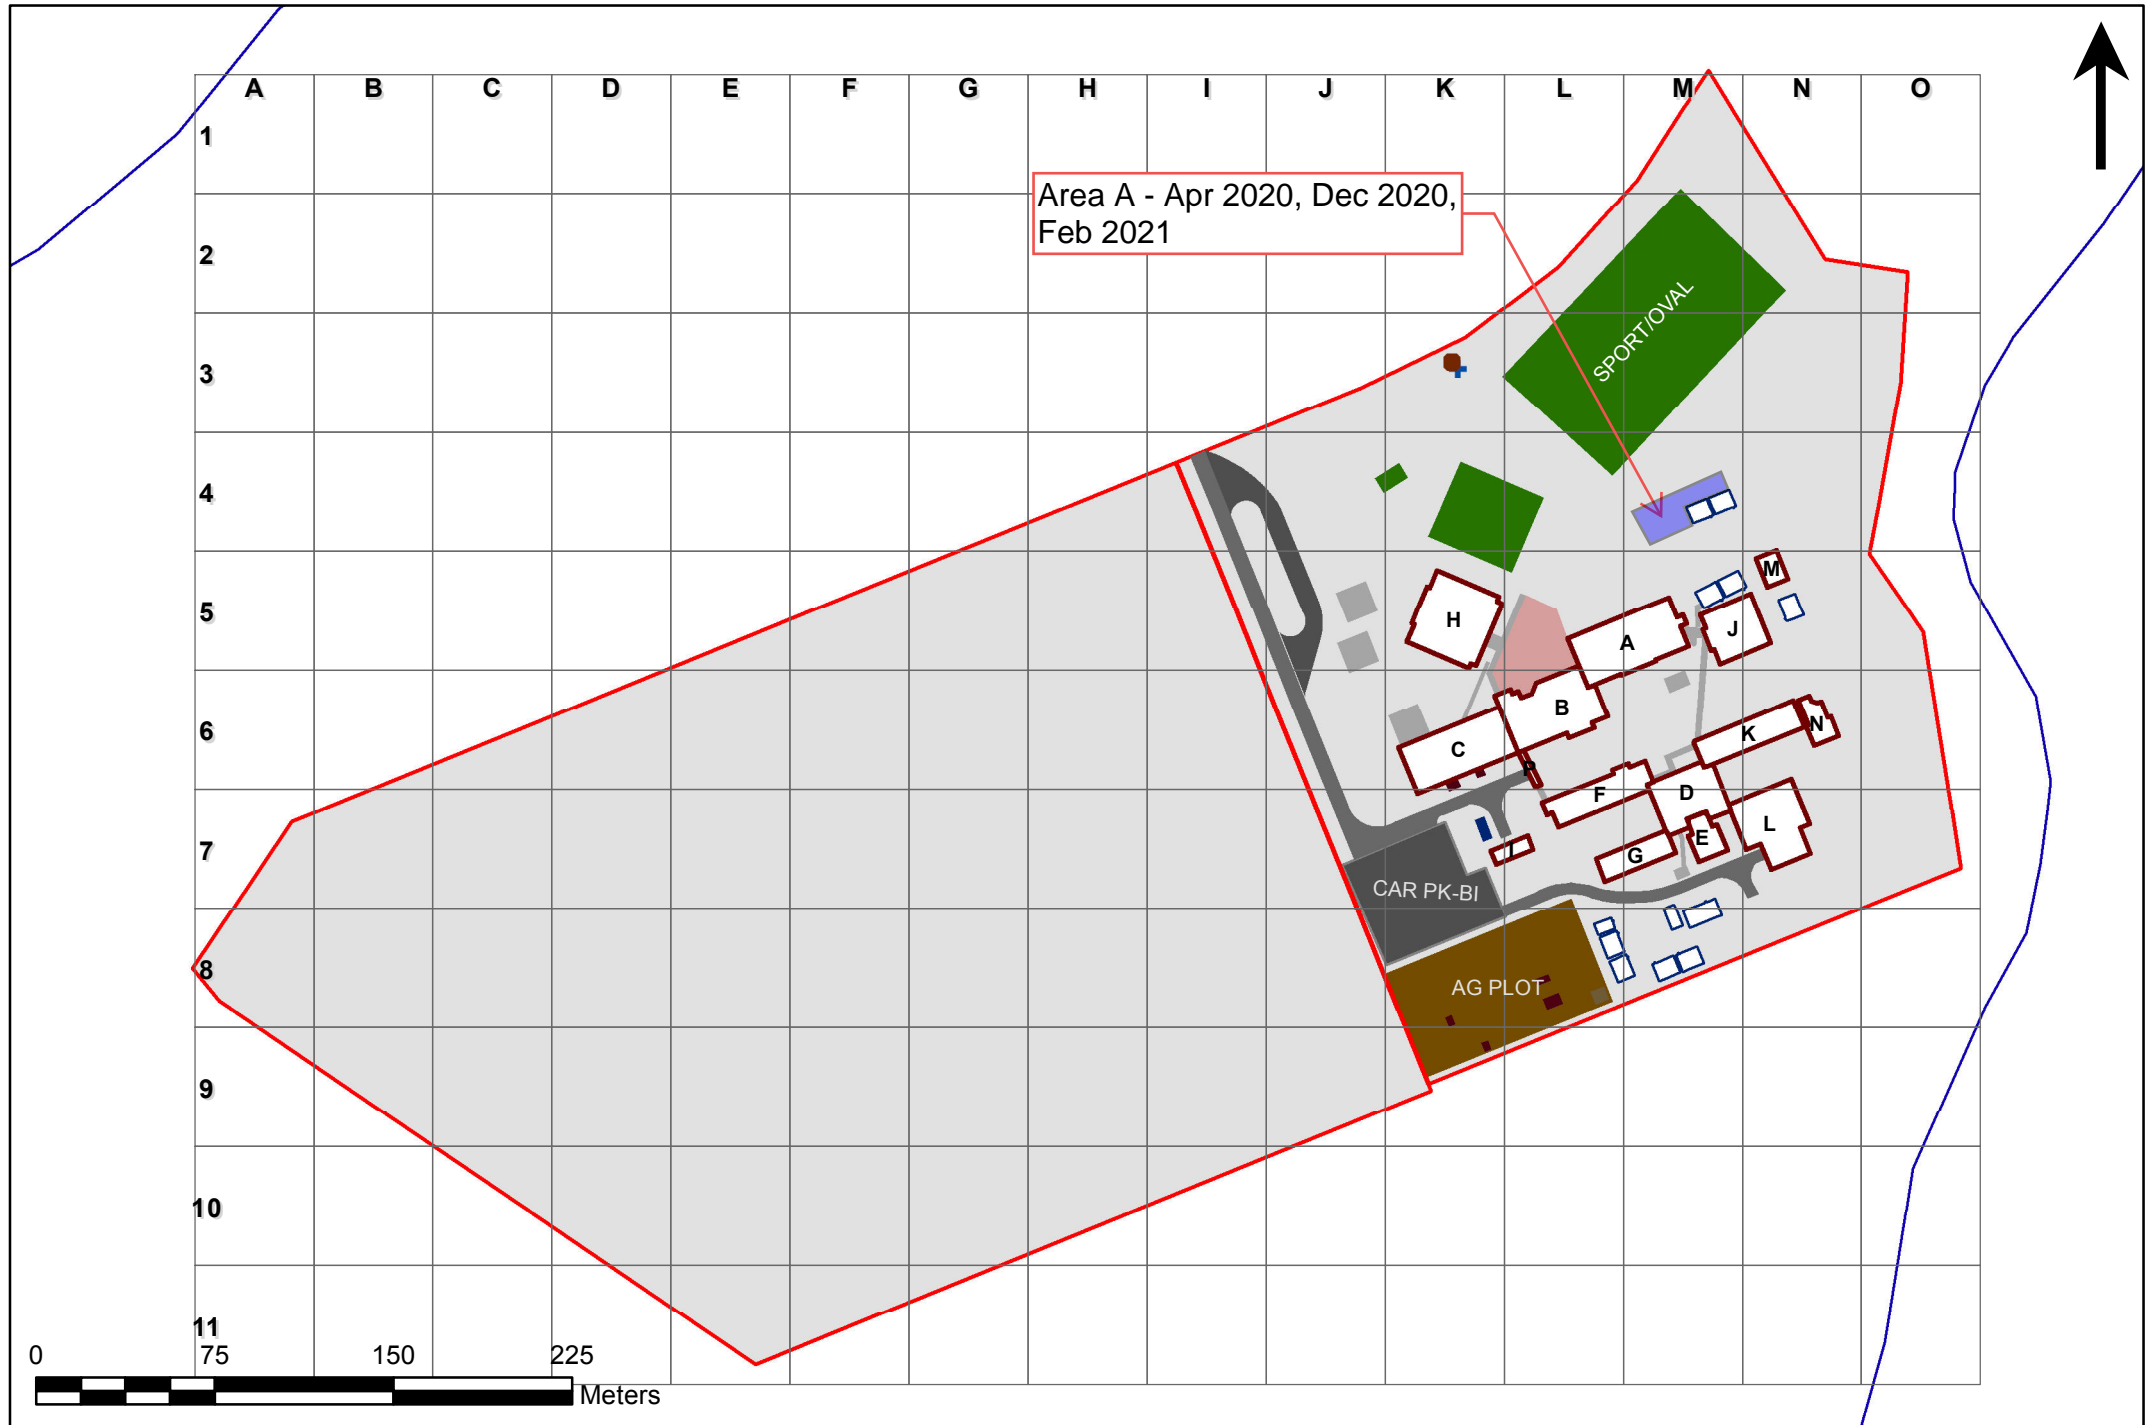 A B C D E F G H I J K L M N O
1
Area A - Apr 2020, Dec 2020,
Feb 2021
2
SPORT/OVAL
3
4
M
5
H
J
A
B
6
N
K
C
P
F
D
L
E
7
I
G
CAR PK-BI
8
AG PLOT
9
10
11
0 75 150 225
Meters